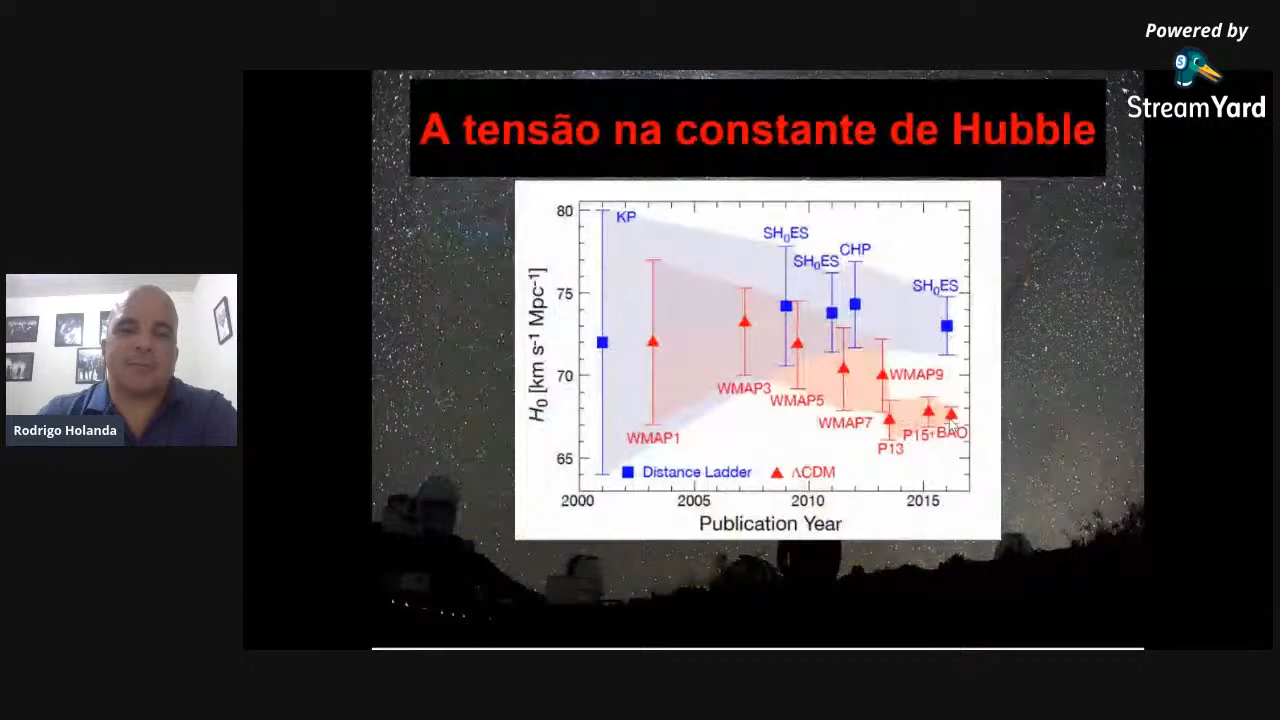 Powered by
StreamYard
A tensão na constante de Hubble
80
KP
SH0ES
SH0ES
CHP
SH0ES
75
H0 [km s-1 Mpc-1]
70
WMAP3
WMAP9
WMAP5
WMAP7
WMAP1
P15+BAO
P13
65
Distance Ladder
ΛCDM
2000
2005
2010
2015
Publication Year
Rodrigo Holanda